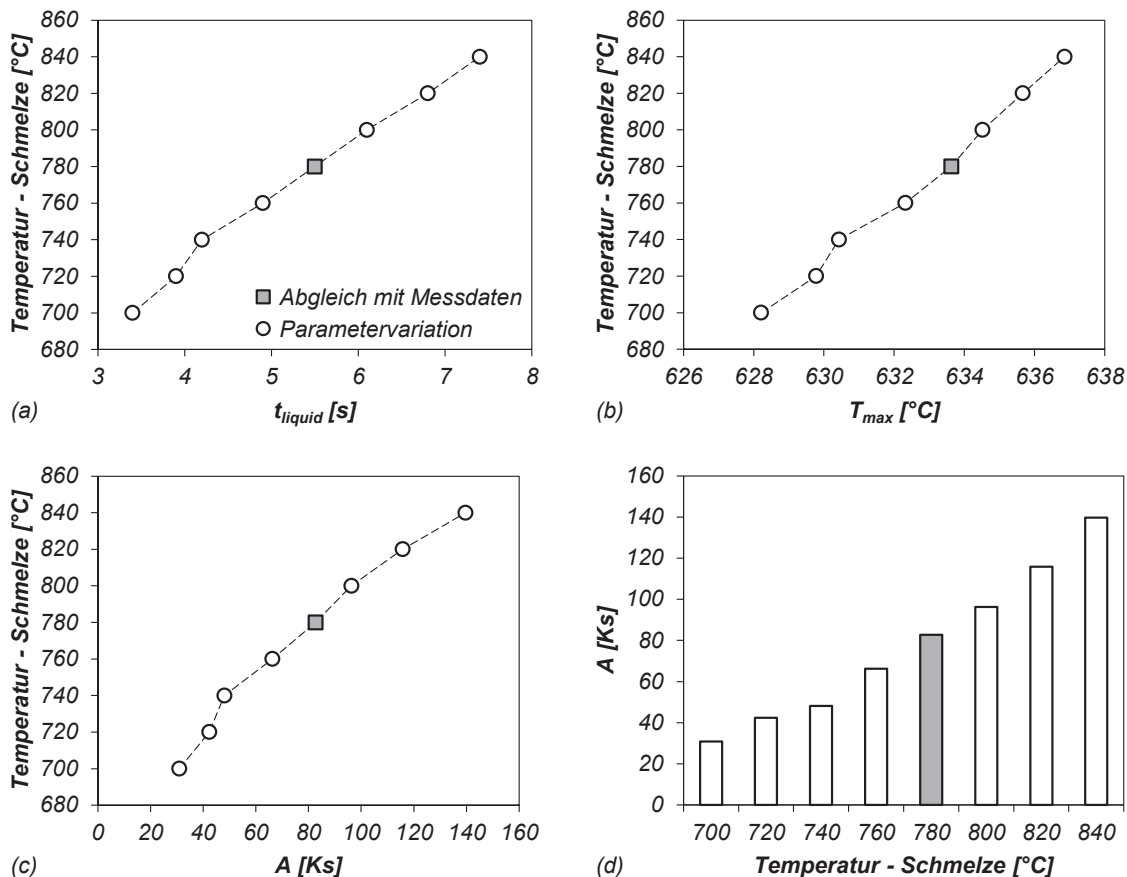 Temperatur - Schmelze [°C]
860
840
820
800
780
760
740
720
700
680
3 4 5 6 7 8
Abgleich mit Messdaten
Parametervariation
(a)
t_liquid [s]
Temperatur - Schmelze [°C]
860
840
820
800
780
760
740
720
700
680
626 628 630 632 634 636 638
(b)
T_max [°C]
Temperatur - Schmelze [°C]
860
840
820
800
780
760
740
720
700
680
0 20 40 60 80 100 120 140 160
(c)
A [Ks]
A [Ks]
160
140
120
100
80
60
40
20
0
700 720 740 760 780 800 820 840
(d)
Temperatur - Schmelze [°C]